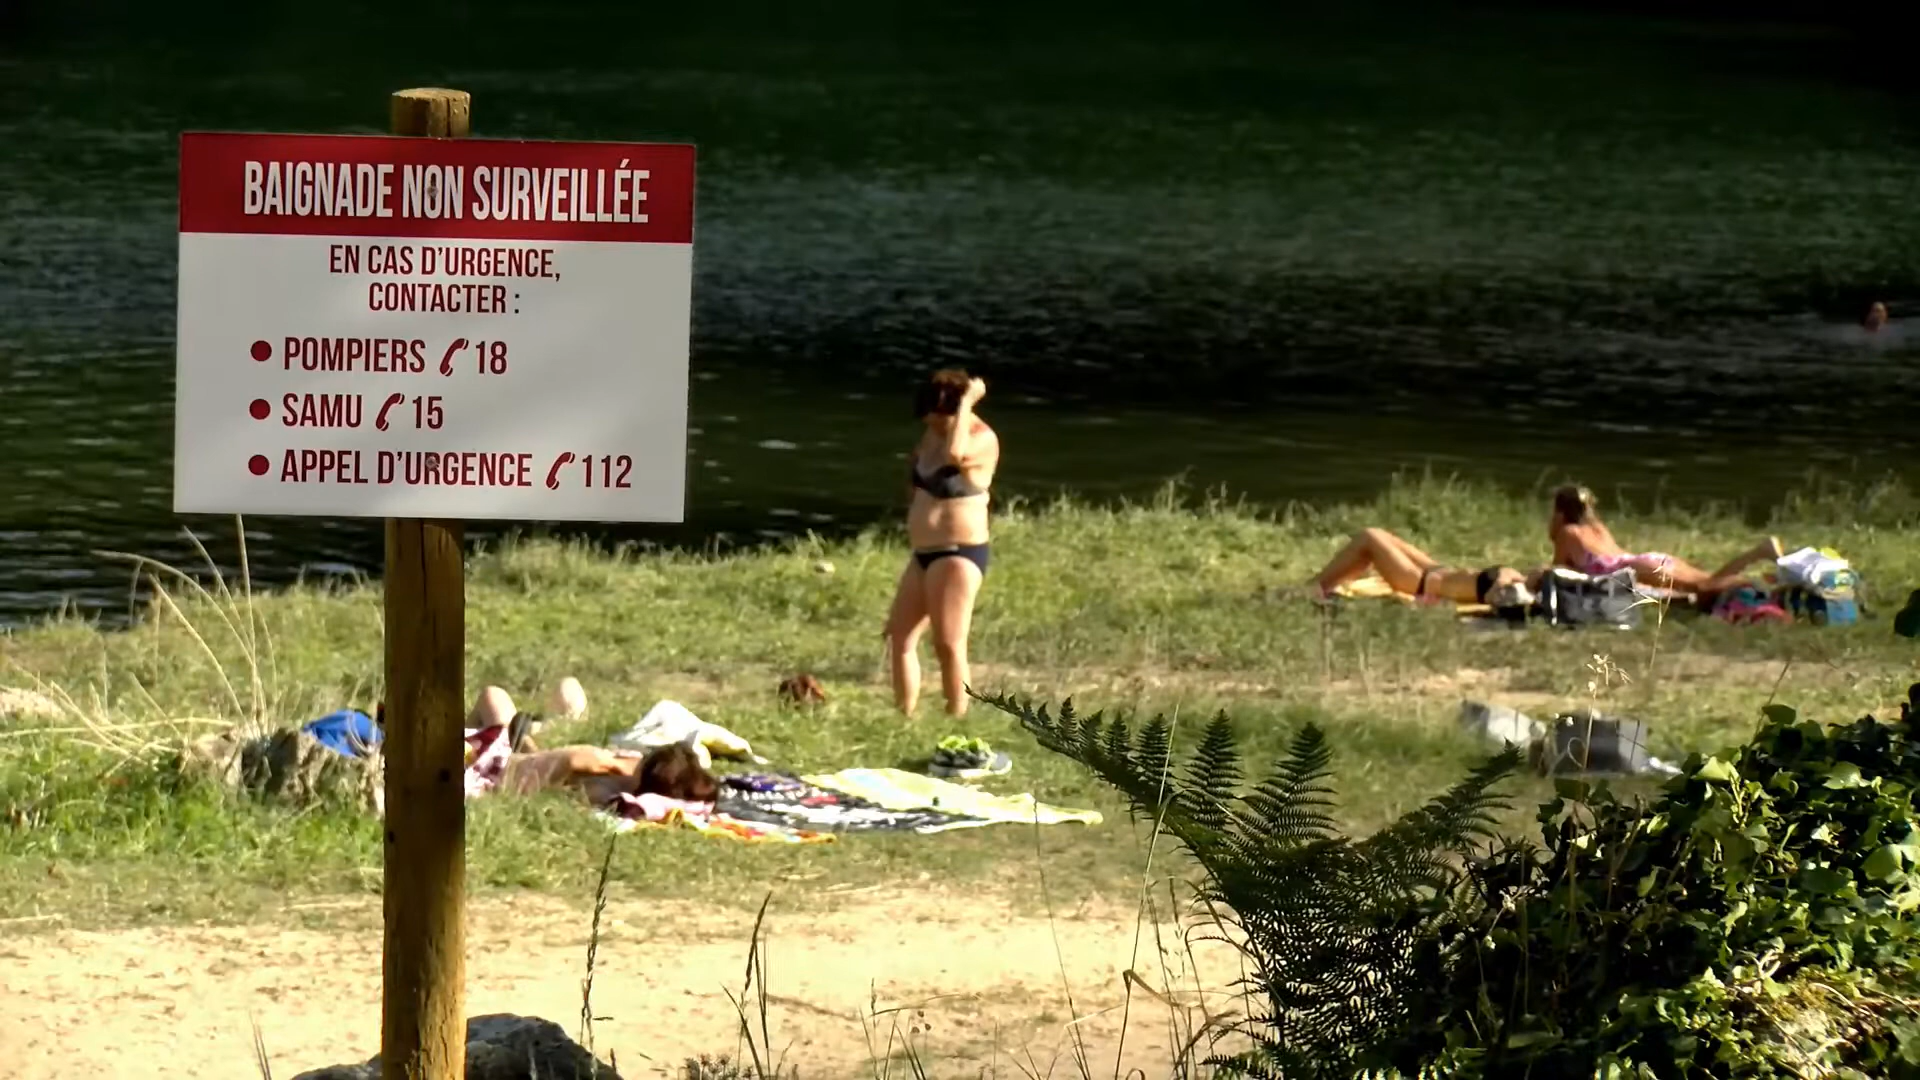 BAIGNADE NON SURVEILLÉE
EN CAS D'URGENCE,
CONTACTER :
• POMPIERS 18
• SAMU 15
• APPEL D'URGENCE 112